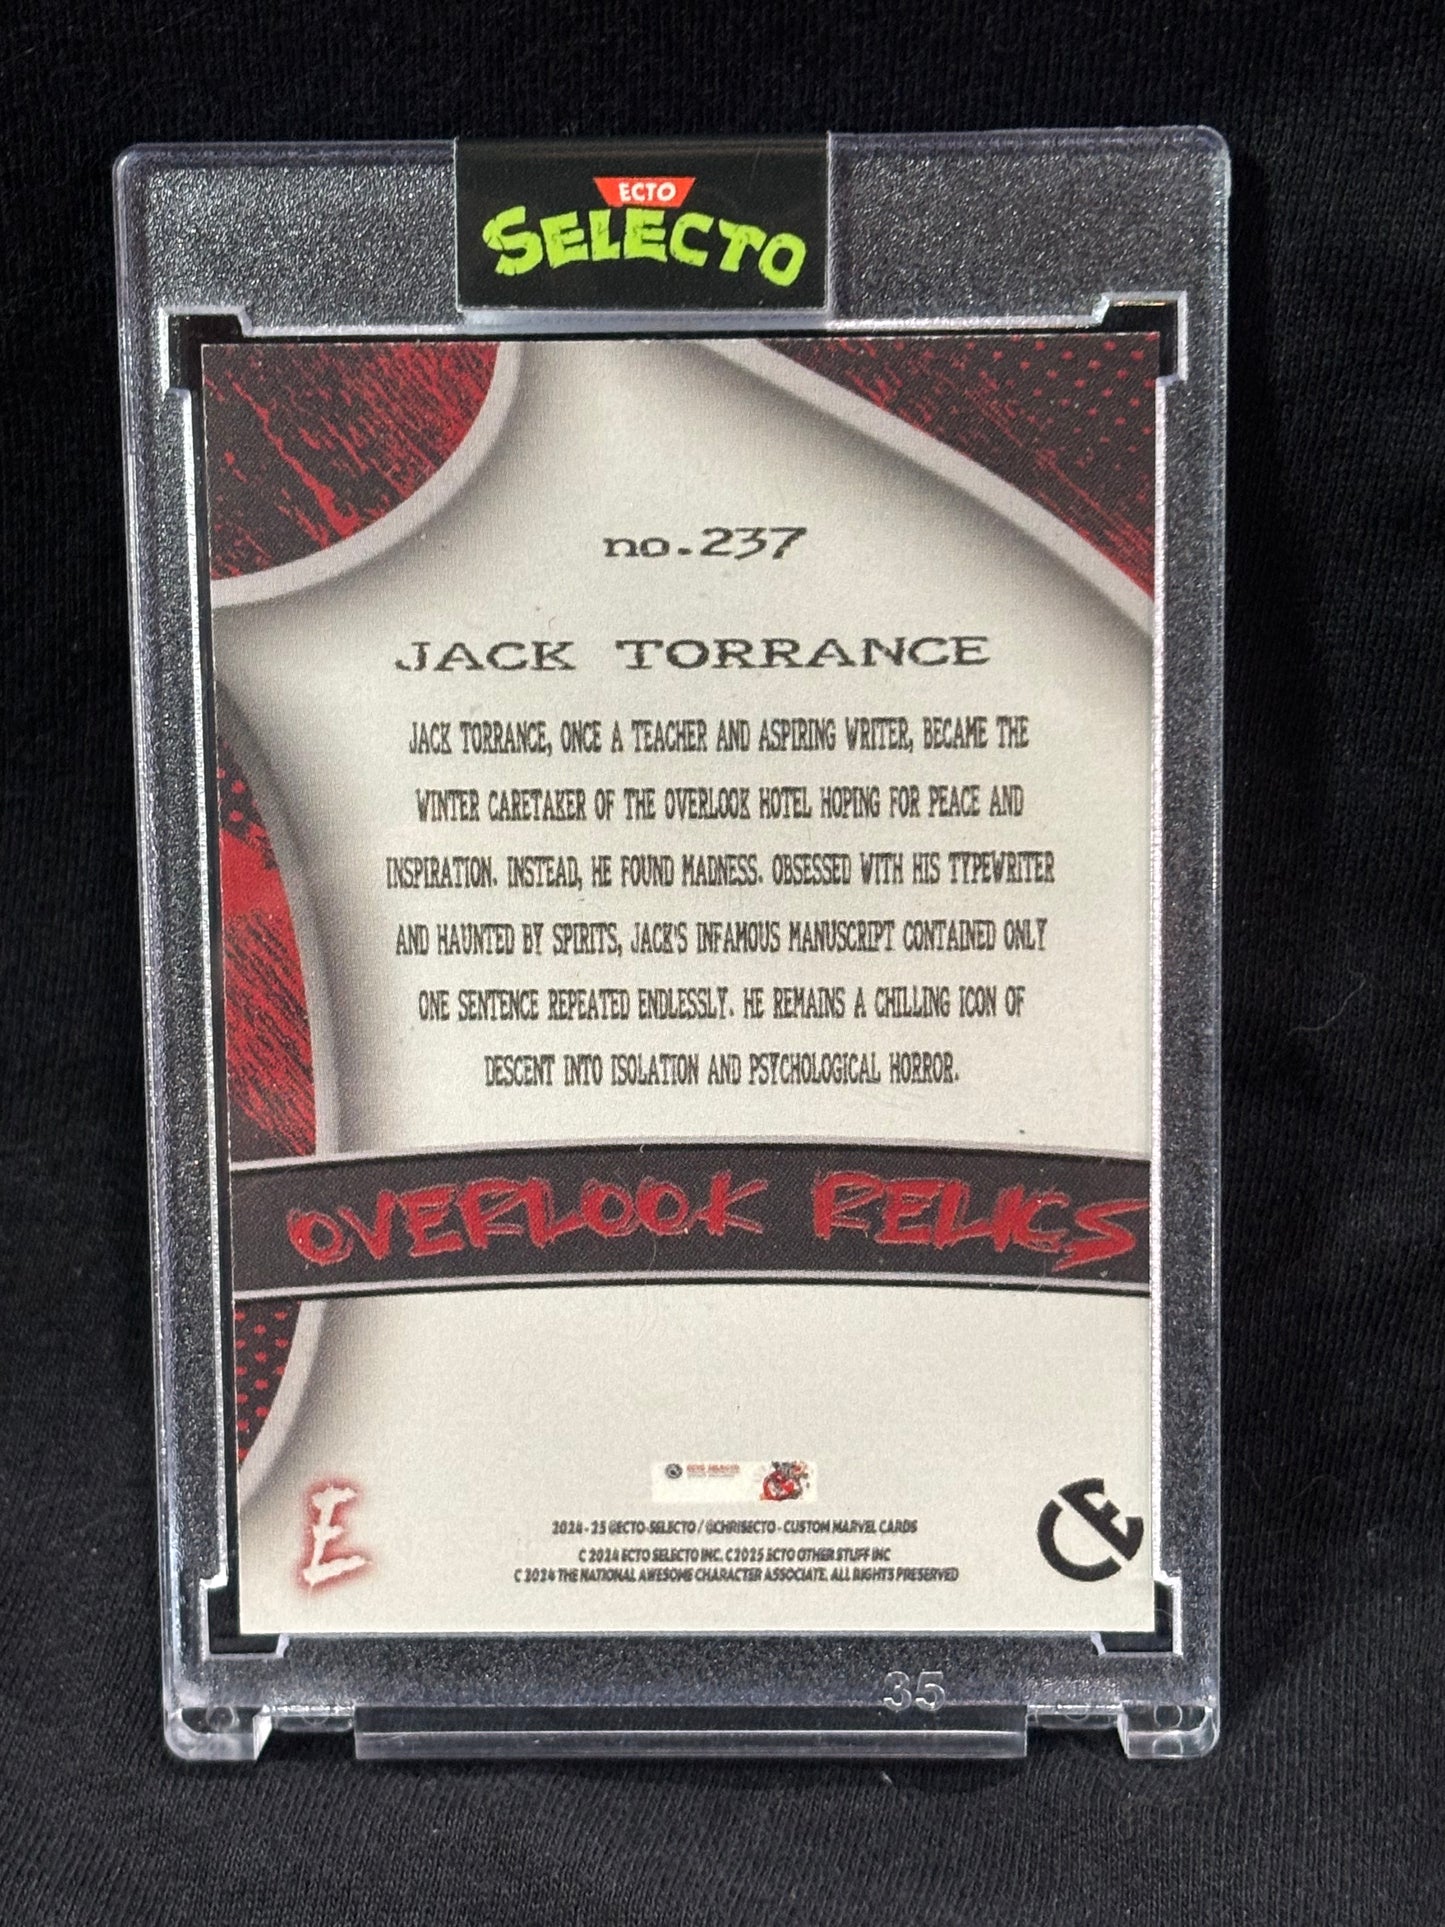 ECTO
SELECTO
no.237
JACK TORRANCE
JACK TORRANCE, ONCE A TEACHER AND ASPIRING WRITER, BECAME THE
WINTER CARETAKER OF THE OVERLOOK HOTEL HOPING FOR PEACE AND
INSPIRATION. INSTEAD, HE FOUND MADNESS. OBSESSED WITH HIS TYPEWRITER
AND HAUNTED BY SPIRITS, JACK'S INFAMOUS MANUSCRIPT CONTAINED ONLY
ONE SENTENCE REPEATED ENDLESSLY. HE REMAINS A CHILLING ICON OF
DESCENT INTO ISOLATION AND PSYCHOLOGICAL HORROR.
OVERLOOK RELICS
ECTO SELECTO
E
CE
2024-25 @ECTO-SELECTO / @CHRISECTO - CUSTOM MARVEL CARDS
C 2024 ECTO SELECTO INC. C2025 ECTO OTHER STUFF INC
C 2024 THE NATIONAL AWESOME CHARACTER ASSOCIATE. ALL RIGHTS PRESERVED
35